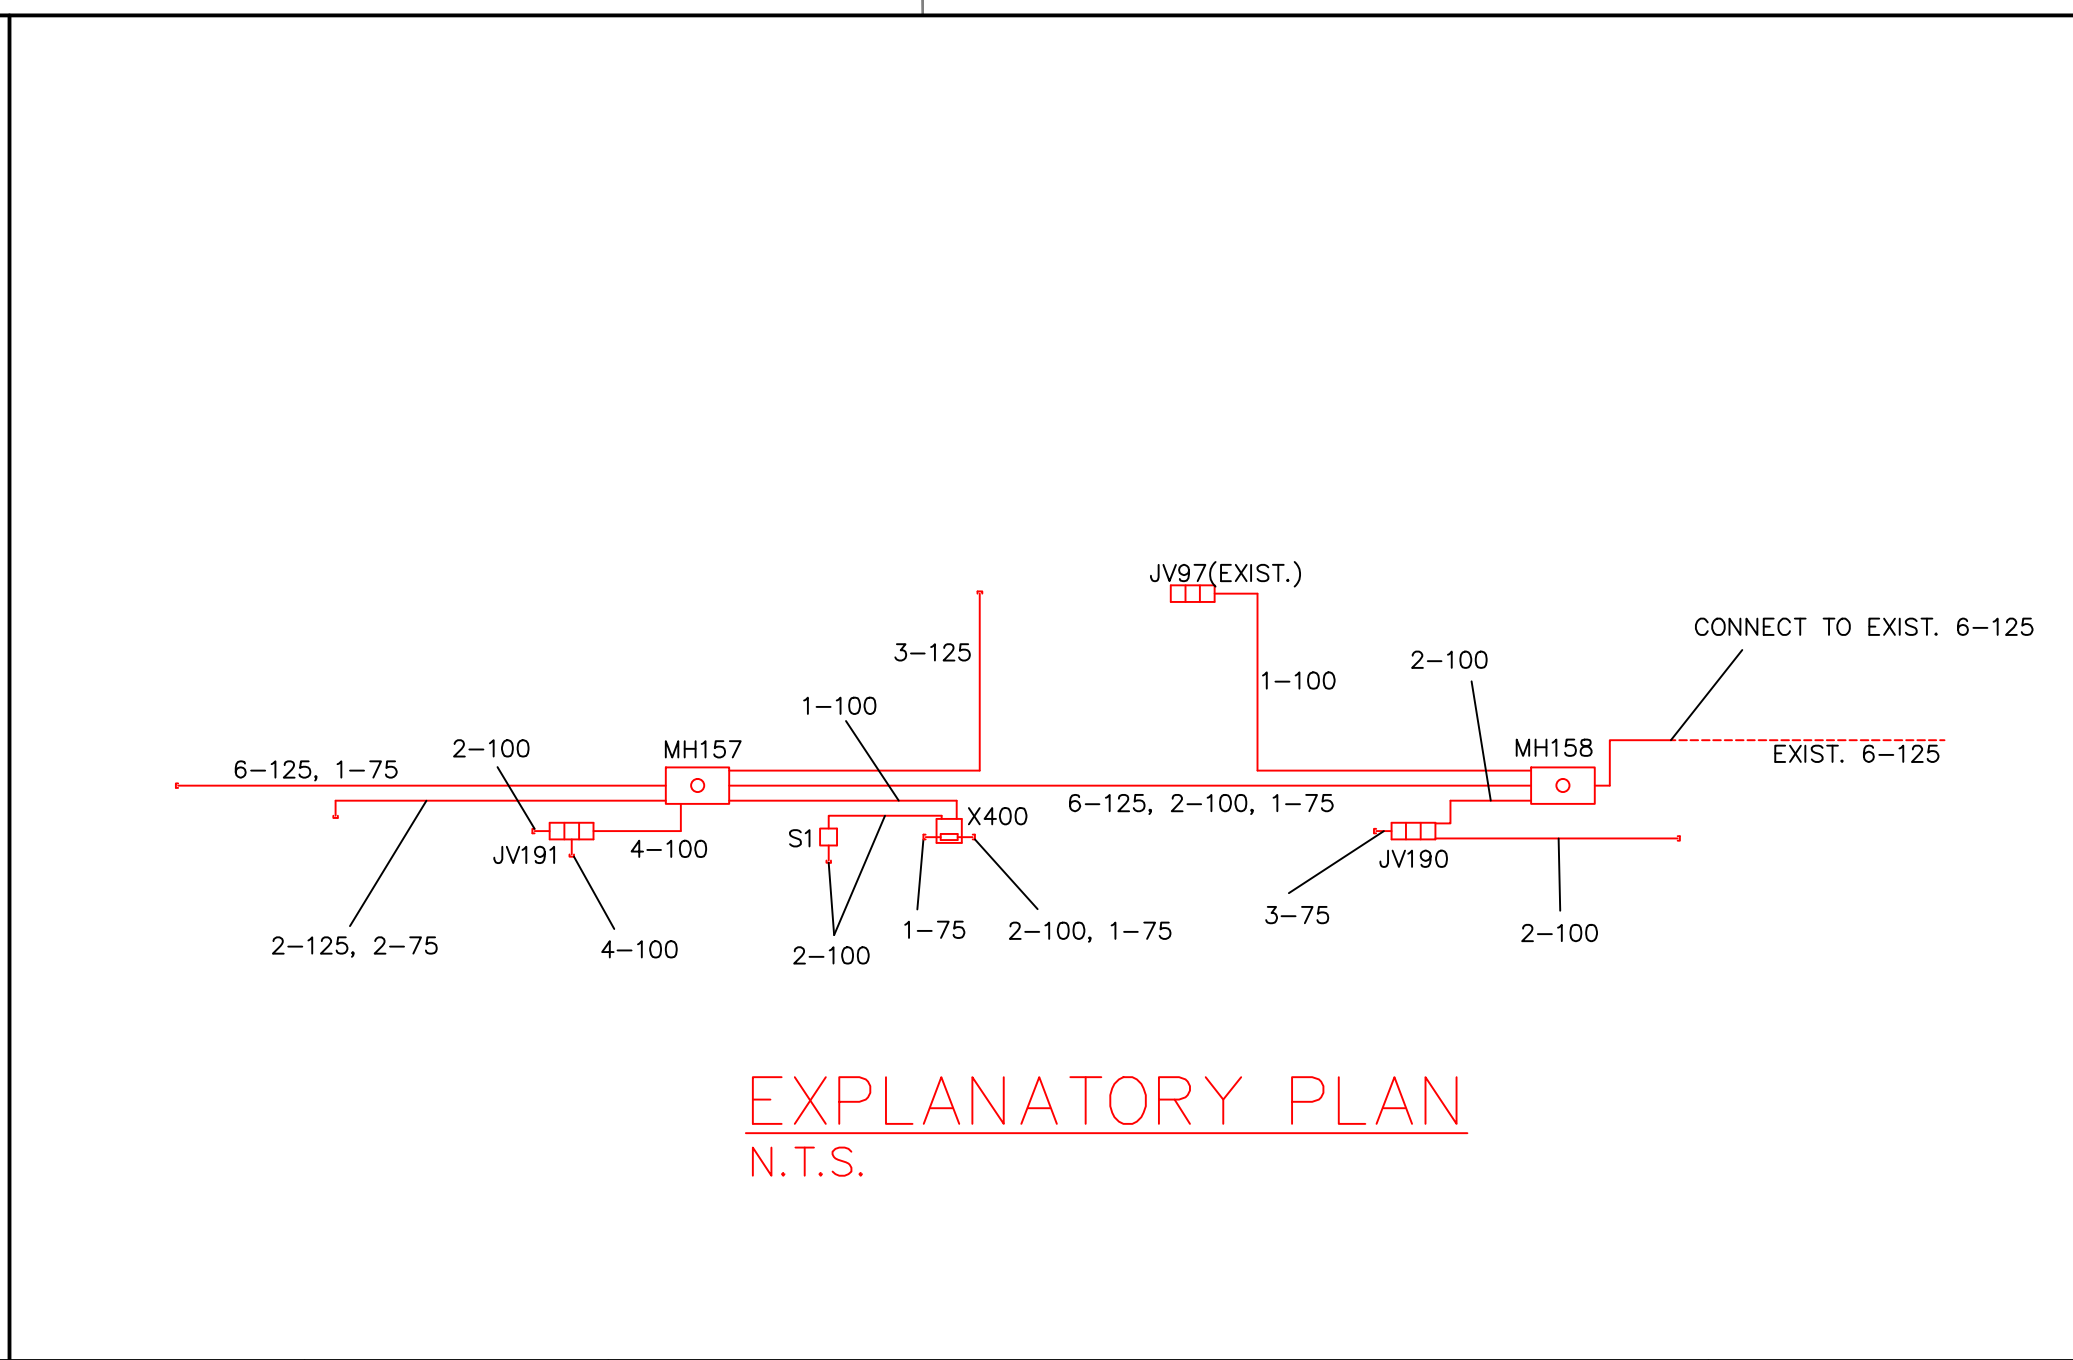 JV97(EXIST.)
CONNECT TO EXIST. 6-125
3-125
2-100
1-100
1-100
2-100
MH157
MH158
EXIST. 6-125
6-125, 1-75
6-125, 2-100, 1-75
X400
S1
4-100
JV191
JV190
3-75
1-75
2-100, 1-75
2-100
2-125, 2-75
4-100
2-100
EXPLANATORY PLAN
N.T.S.